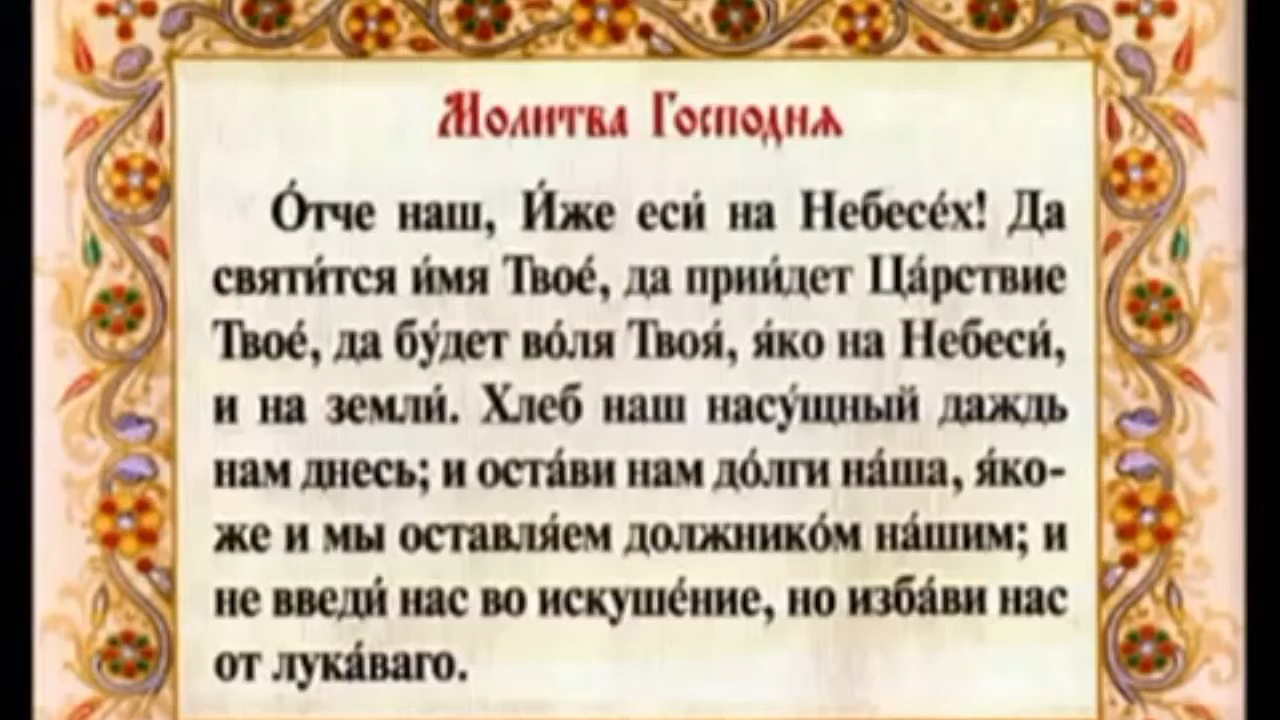 Молитва Господня
О́тче наш, И́же еси́ на Небесе́х! Да
святи́тся и́мя Твое́, да прии́дет Ца́рствие
Твое́, да бу́дет во́ля Твоя́, я́ко на Небеси́,
и на земли́. Хлеб наш насу́щный даждь
нам днесь; и оста́ви нам до́лги на́ша, я́ко-
же и мы оставля́ем должнико́м на́шим; и
не введи́ нас во искуше́ние, но изба́ви нас
от лука́ваго.